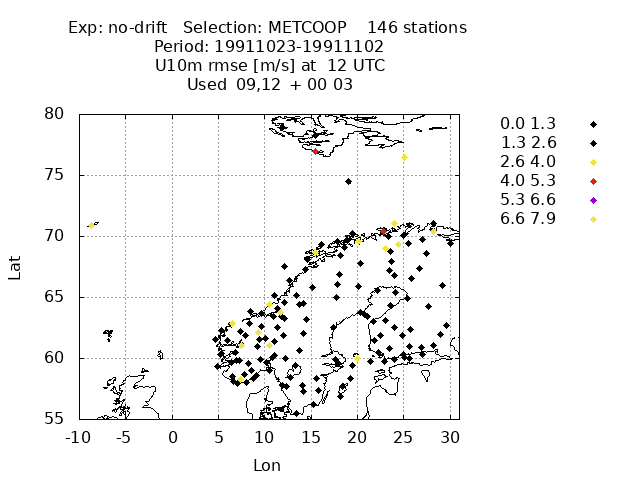 Exp: no-drift Selection: METCOOP 146 stations
Period: 19911023-19911102
U10m rmse [m/s] at 12 UTC
Used 09,12 + 00 03
0.0 1.3
1.3 2.6
2.6 4.0
4.0 5.3
5.3 6.6
6.6 7.9
80
75
70
65
60
55
Lat
-10 -5 0 5 10 15 20 25 30
Lon